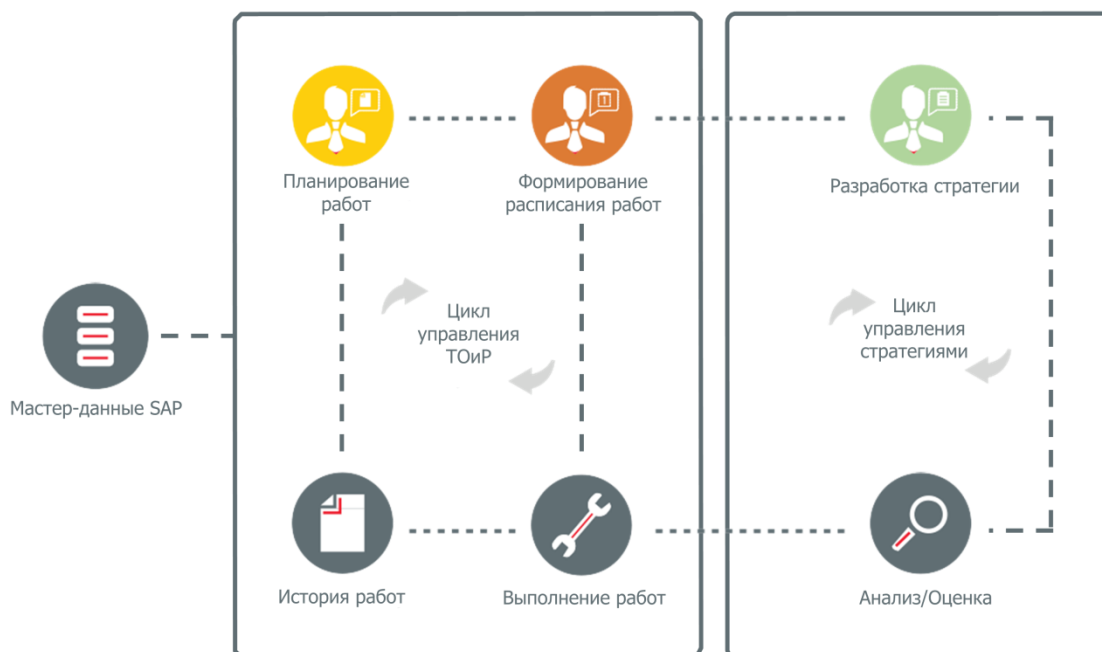 Планирование
работ
Формирование
расписания работ
Разработка стратегии
Цикл
управления
ТОиР
Цикл
управления
стратегиями
Мастер-данные SAP
История работ
Выполнение работ
Анализ/Оценка